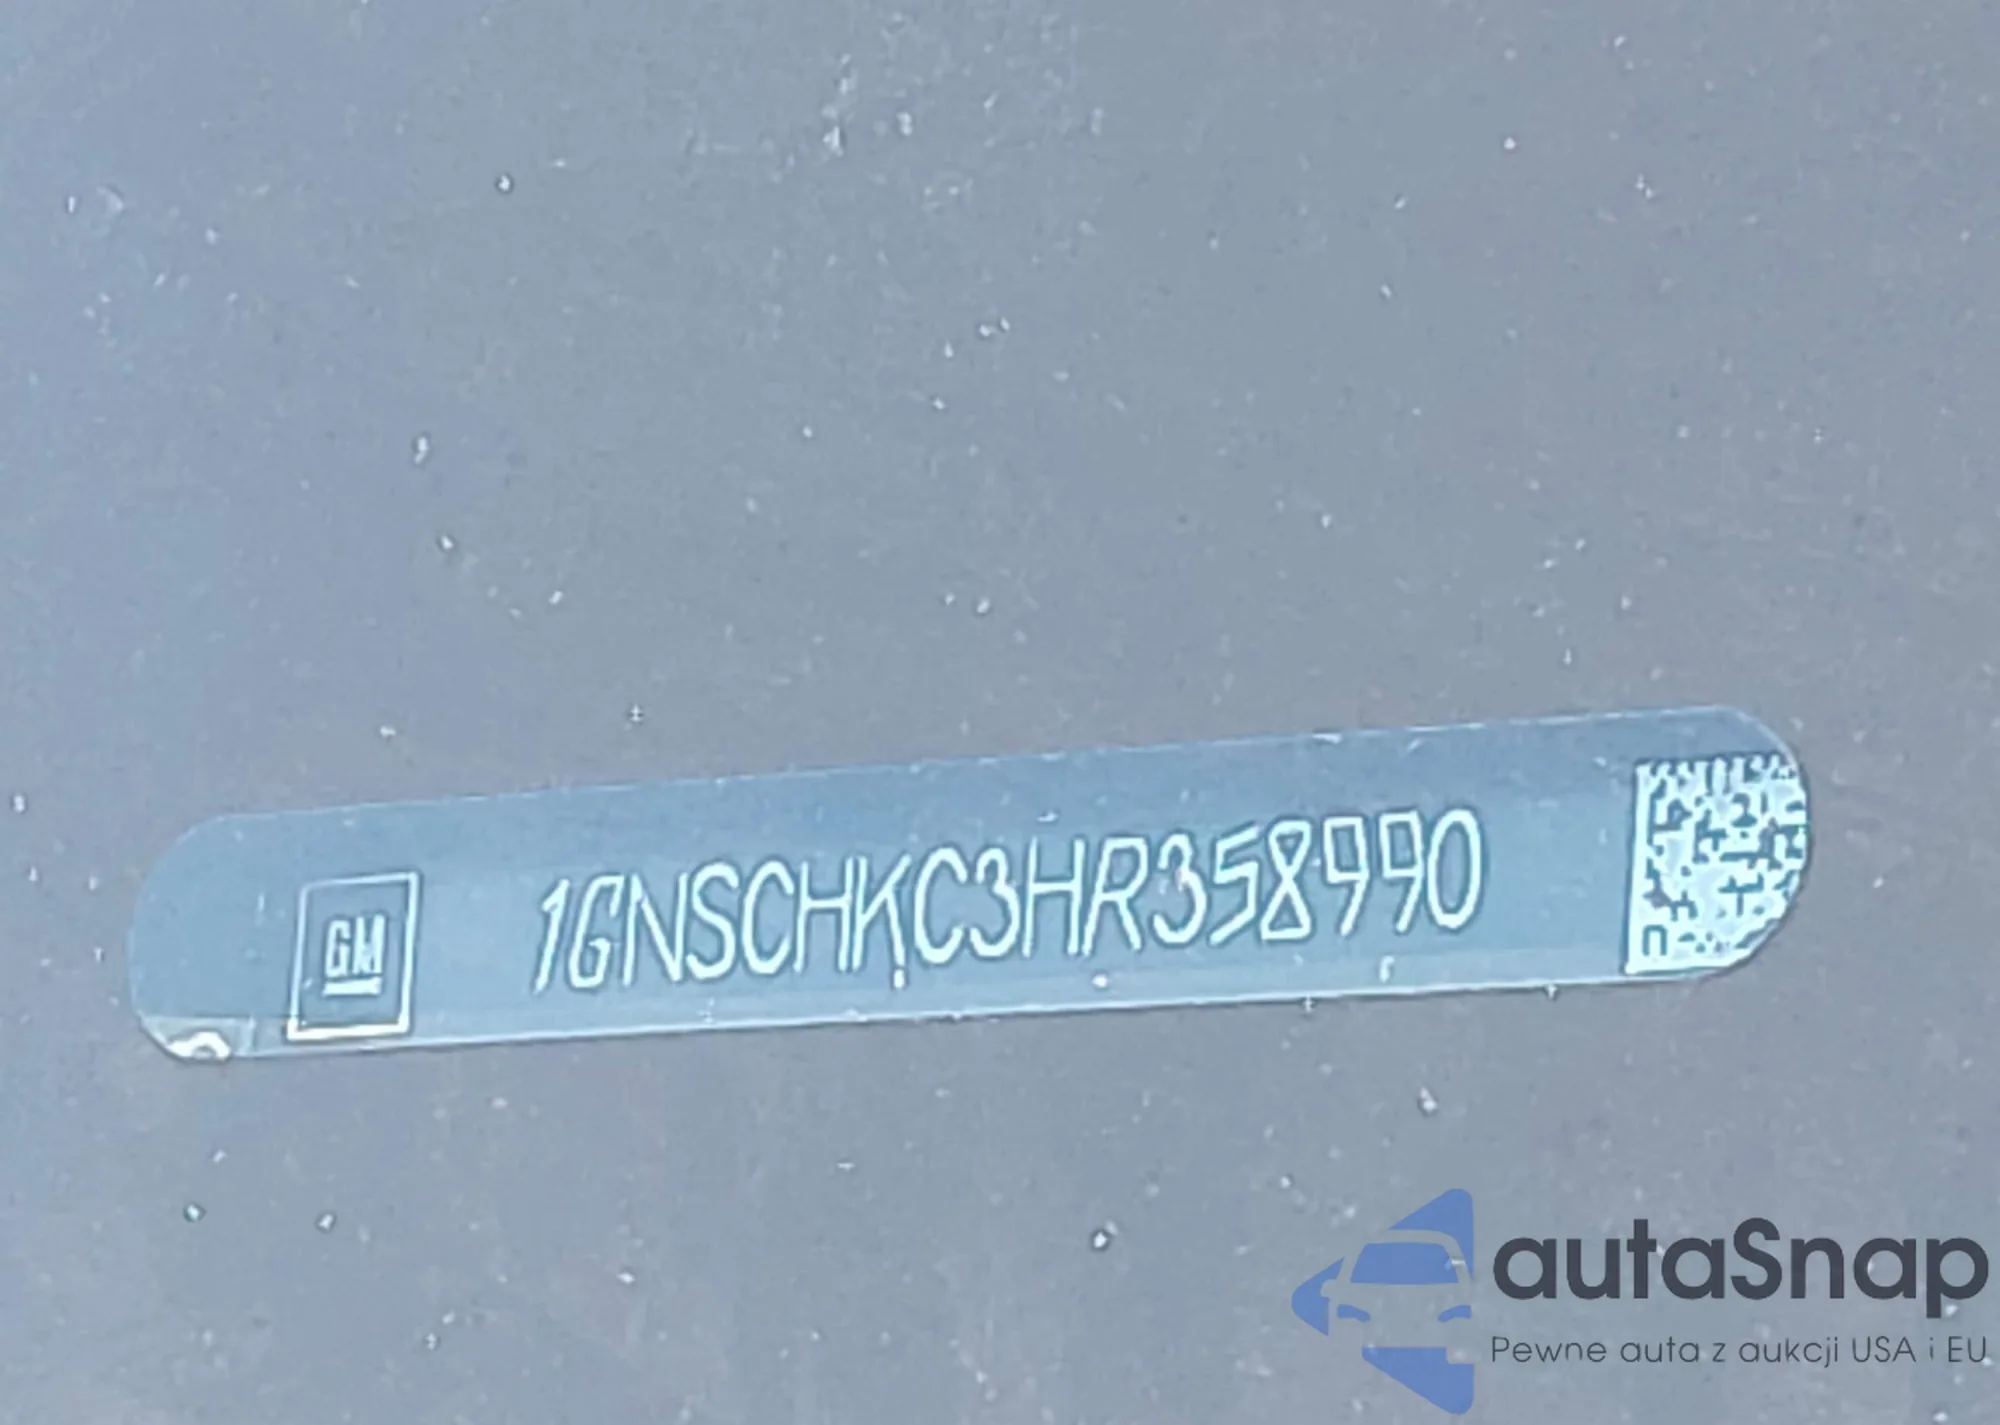 GM
1GNSCHKC3HR358990
autaSnap
Pewne auta z aukcji USA i EU